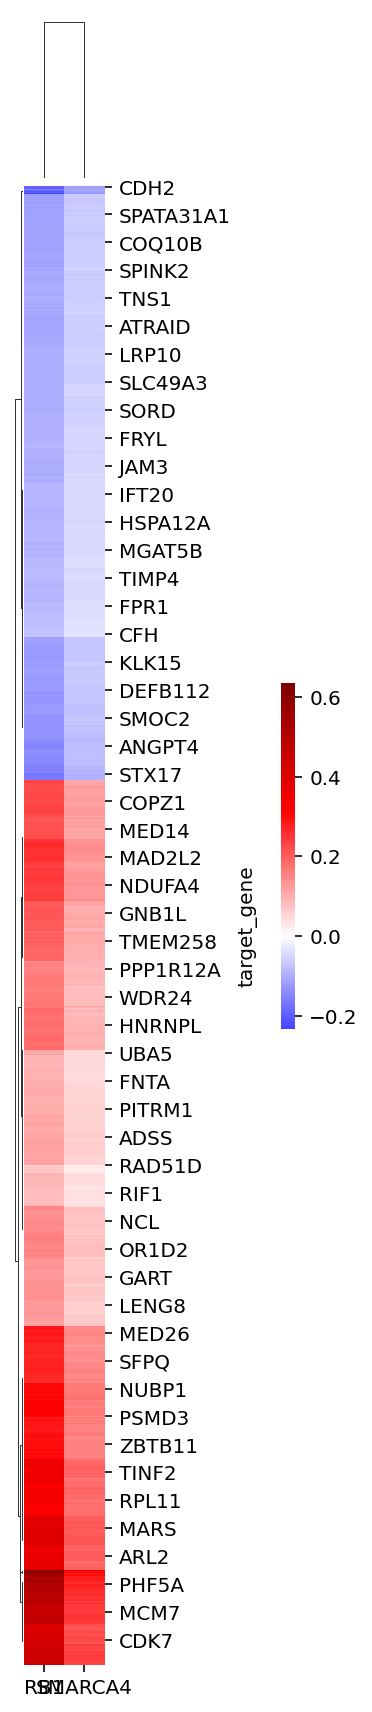 CDH2
SPATA31A1
COQ10B
SPINK2
TNS1
ATRAID
LRP10
SLC49A3
SORD
FRYL
JAM3
IFT20
HSPA12A
MGAT5B
TIMP4
FPR1
CFH
KLK15
DEFB112
SMOC2
ANGPT4
STX17
COPZ1
MED14
MAD2L2
NDUFA4
GNB1L
TMEM258
PPP1R12A
WDR24
HNRNPL
UBA5
FNTA
PITRM1
ADSS
RAD51D
RIF1
NCL
OR1D2
GART
LENG8
MED26
SFPQ
NUBP1
PSMD3
ZBTB11
TINF2
RPL11
MARS
ARL2
PHF5A
MCM7
CDK7
target_gene
0.6
0.4
0.2
0.0
−0.2
RB1
SMARCA4